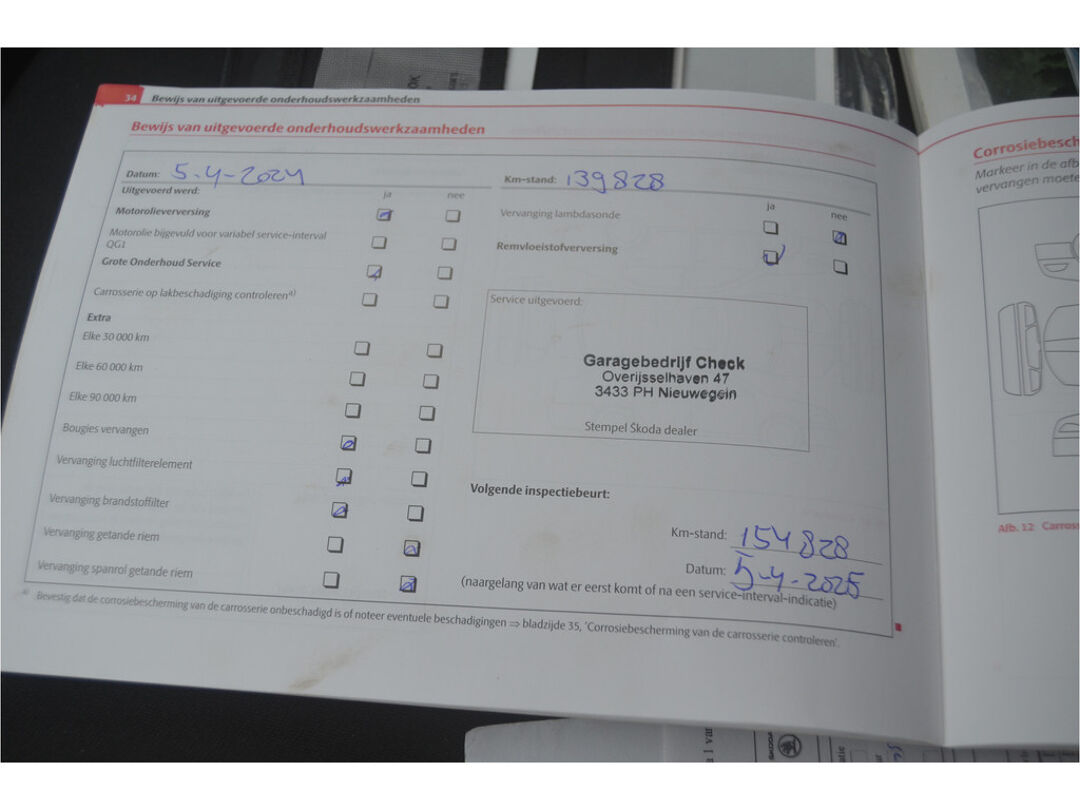 34 Bewijs van uitgevoerde onderhoudswerkzaamheden
Bewijs van uitgevoerde onderhoudswerkzaamheden
Datum: 5-4-2024
Uitgevoerd werd:
ja nee
Motorolieverversing
Motorolie bijgevuld voor variabel service-interval
QG1
Grote Onderhoud Service
Carrosserie op lakbeschadiging controleren a)
Extra
Elke 30 000 km
Elke 60 000 km
Elke 90 000 km
Bougies vervangen
Vervanging luchtfilterelement
Vervanging brandstoffilter
Vervanging getande riem
Vervanging spanrol getande riem
Km-stand: 139828
ja nee
Vervanging lambdasonde
Remvloeistofverversing
Service uitgevoerd:
Garagebedrijf Check
Overijsselhaven 47
3433 PH Nieuwegein
Stempel Škoda dealer
Volgende inspectiebeurt:
Km-stand: 154828
Datum: 5-4-2025
(naargelang van wat er eerst komt of na een service-interval-indicatie)
a) Bevestig dat de corrosiebescherming van de carrosserie onbeschadigd is of noteer eventuele beschadigingen ⇒ bladzijde 35, 'Corrosiebescherming van de carrosserie controleren'.
Corrosiebesch
Markeer in de afb
vervangen moete
Afb. 12 Carross
1 var
SKODA